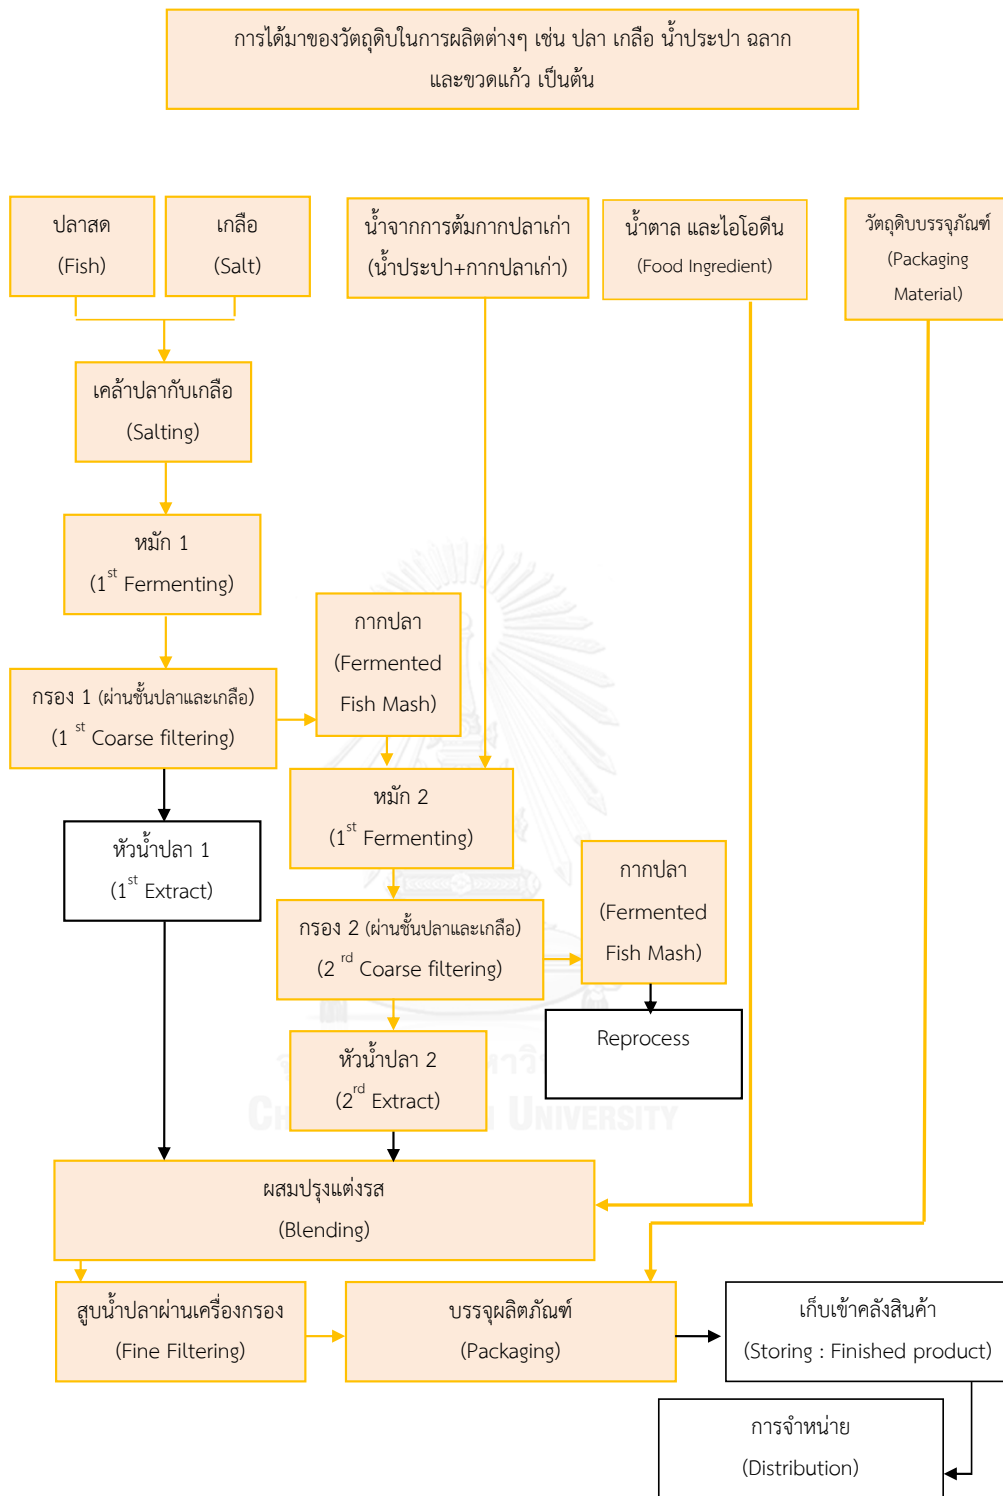 การได้มาของวัตถุดิบในการผลิตต่างๆ เช่น ปลา เกลือ น้ำประปา ฉลาก
และขวดแก้ว เป็นต้น
ปลาสด
(Fish)
เกลือ
(Salt)
น้ำจากการต้มกากปลาเก่า
(น้ำประปา+กากปลาเก่า)
น้ำตาล และไอโอดีน
(Food Ingredient)
วัตถุดิบบรรจุภัณฑ์
(Packaging
Material)
เคล้าปลากับเกลือ
(Salting)
หมัก 1
(1st Fermenting)
กากปลา
(Fermented
Fish Mash)
กรอง 1 (ผ่านชั้นปลาและเกลือ)
(1 st Coarse filtering)
หมัก 2
(1st Fermenting)
หัวน้ำปลา 1
(1st Extract)
กากปลา
(Fermented
Fish Mash)
กรอง 2 (ผ่านชั้นปลาและเกลือ)
(2 rd Coarse filtering)
Reprocess
หัวน้ำปลา 2
(2rd Extract)
UNIVERSITY
ผสมปรุงแต่งรส
(Blending)
สูบน้ำปลาผ่านเครื่องกรอง
(Fine Filtering)
บรรจุผลิตภัณฑ์
(Packaging)
เก็บเข้าคลังสินค้า
(Storing : Finished product)
การจำหน่าย
(Distribution)